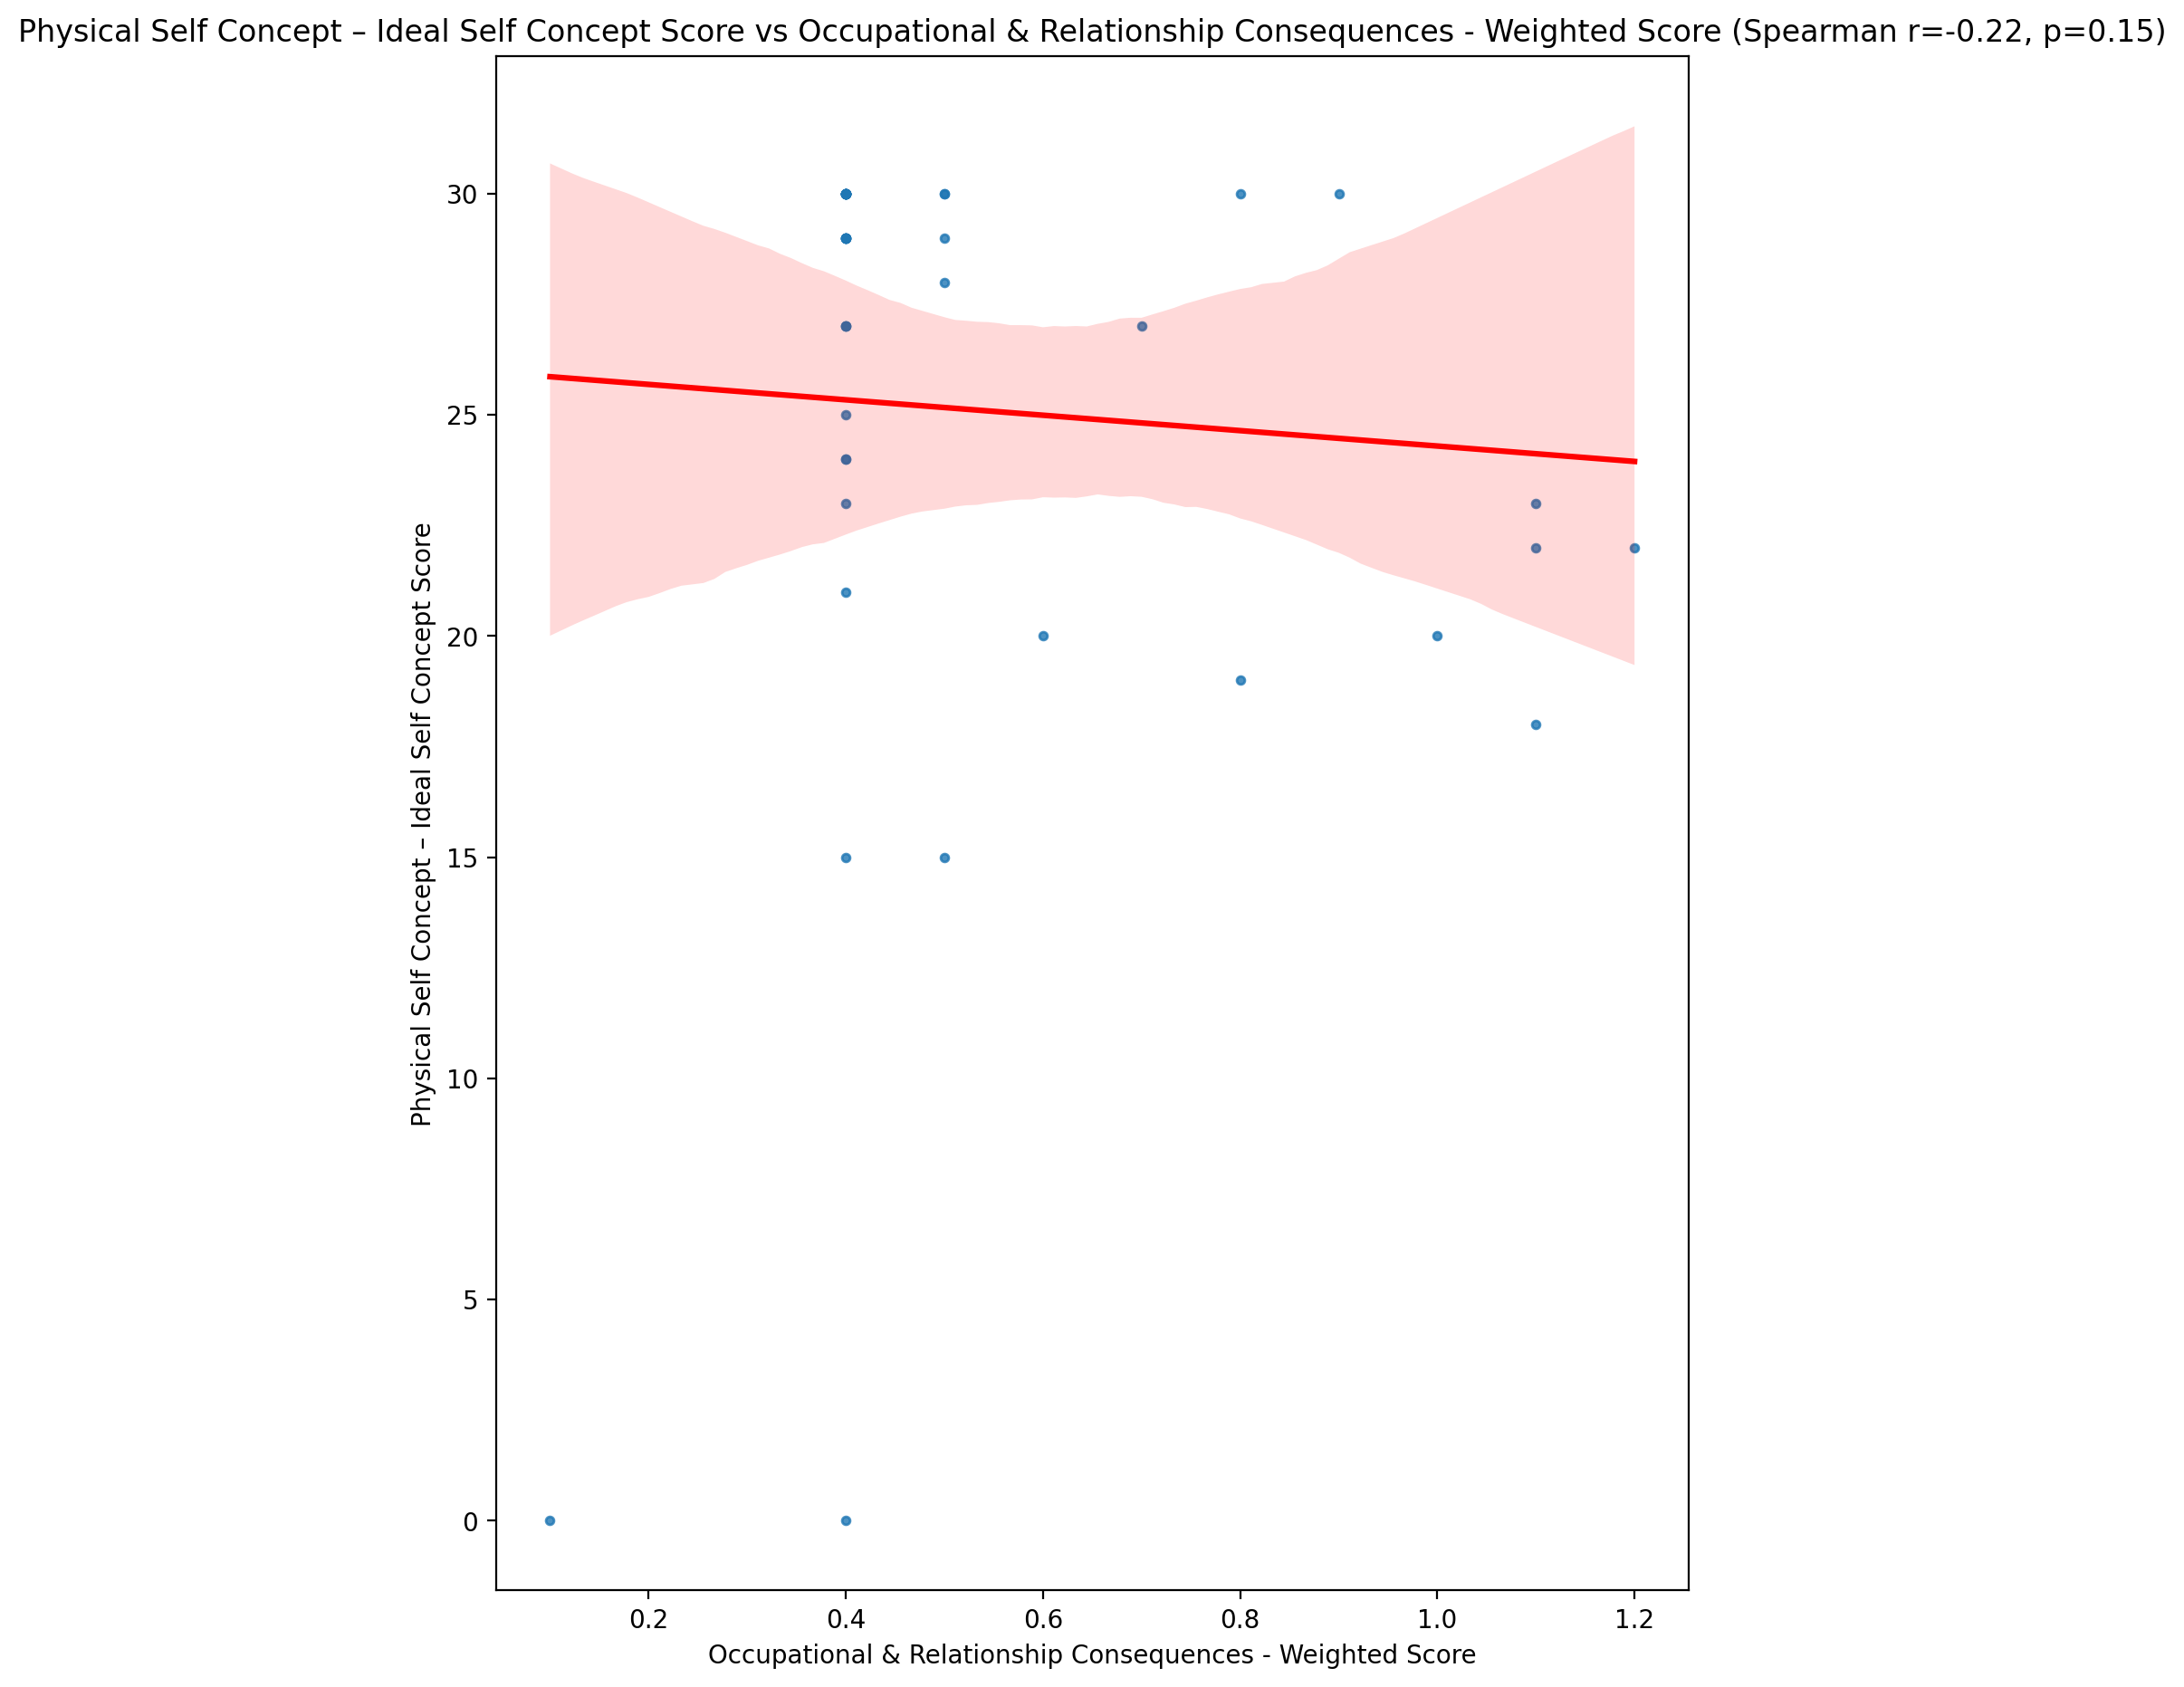 Physical Self Concept – Ideal Self Concept Score vs Occupational & Relationship Consequences - Weighted Score (Spearman r=-0.22, p=0.15)
Physical Self Concept – Ideal Self Concept Score
30
25
20
15
10
5
0
0.2 0.4 0.6 0.8 1.0 1.2
Occupational & Relationship Consequences - Weighted Score